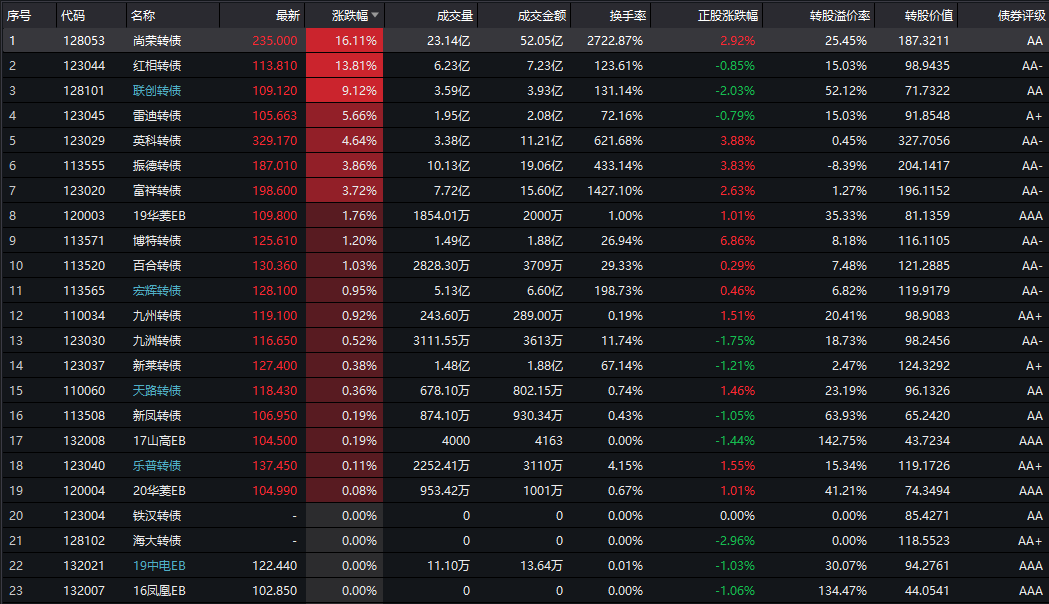 序号 代码 名称 最新 涨跌幅 成交量 成交金额 换手率 正股涨跌幅 转股溢价率 转股价值 债券评级
1 128053 尚荣转债 235.000 16.11% 23.14亿 52.05亿 2722.87% 2.92% 25.45% 187.3211 AA
2 123044 红相转债 113.810 13.81% 6.23亿 7.23亿 123.61% -0.85% 15.03% 98.9435 AA-
3 128101 联创转债 109.120 9.12% 3.59亿 3.93亿 131.14% -2.03% 52.12% 71.7322 AA
4 123045 雷迪转债 105.663 5.66% 1.95亿 2.08亿 72.16% -0.79% 15.03% 91.8548 A+
5 123029 英科转债 329.170 4.64% 3.38亿 11.21亿 621.68% 3.88% 0.45% 327.7056 AA-
6 113555 振德转债 187.010 3.86% 10.13亿 19.06亿 433.14% 3.83% -8.39% 204.1417 AA-
7 123020 富祥转债 198.600 3.72% 7.72亿 15.60亿 1427.10% 2.63% 1.27% 196.1152 AA-
8 120003 19华菱EB 109.800 1.76% 1854.01万 2000万 1.00% 1.01% 35.33% 81.1359 AAA
9 113571 博特转债 125.610 1.20% 1.49亿 1.88亿 26.94% 6.86% 8.18% 116.1105 AA-
10 113520 百合转债 130.360 1.03% 2828.30万 3709万 29.33% 0.29% 7.48% 121.2885 AA-
11 113565 宏辉转债 128.100 0.95% 5.13亿 6.60亿 198.73% 0.46% 6.82% 119.9179 AA-
12 110034 九州转债 119.100 0.92% 243.60万 289.00万 0.19% 1.51% 20.41% 98.9083 AA+
13 123030 九洲转债 116.650 0.52% 3111.55万 3613万 11.74% -1.75% 18.73% 98.2456 AA-
14 123037 新莱转债 127.400 0.38% 1.48亿 1.88亿 67.14% -1.21% 2.47% 124.3292 A+
15 110060 天路转债 118.430 0.36% 678.10万 802.15万 0.74% 1.46% 23.19% 96.1326 AA
16 113508 新凤转债 106.950 0.19% 874.10万 930.34万 0.43% -1.05% 63.93% 65.2420 AA
17 132008 17山高EB 104.500 0.19% 4000 4163 0.00% -1.44% 142.75% 43.7234 AAA
18 123040 乐普转债 137.450 0.11% 2252.41万 3110万 4.15% 1.55% 15.34% 119.1726 AA+
19 120004 20华菱EB 104.990 0.08% 953.42万 1001万 0.67% 1.01% 41.21% 74.3494 AAA
20 123004 铁汉转债 - 0.00% 0 0 0.00% 0.00% 0.00% 85.4271 AA
21 128102 海大转债 - 0.00% 0 0 0.00% -2.96% 0.00% 118.5523 AA+
22 132021 19中电EB 122.440 0.00% 11.10万 13.64万 0.01% -1.03% 30.07% 94.2761 AAA
23 132007 16凤凰EB 102.850 0.00% 0 0 0.00% -1.06% 134.47% 44.0541 AAA